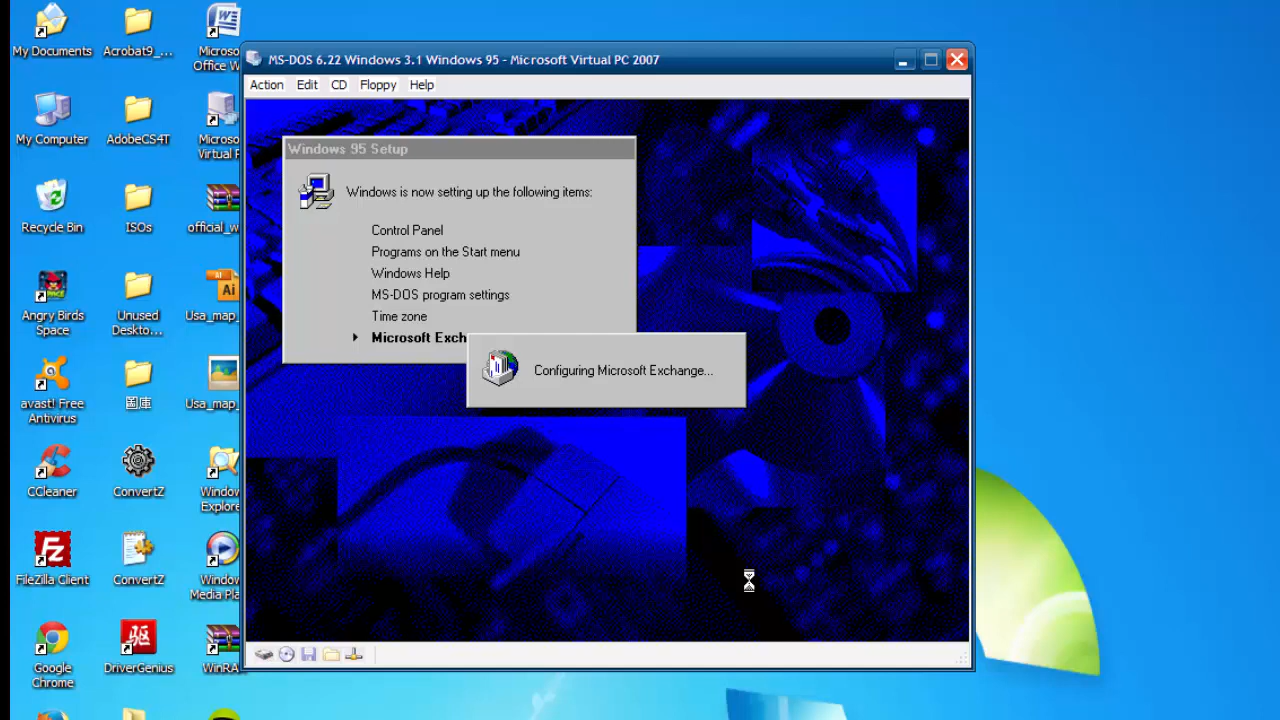 My Documents
Acrobat9_...
Microso
Office W
My Computer
AdobeCS4T
Microso
Virtual P
Recycle Bin
ISOs
official_w
Angry Birds
Space
Unused
Deskto...
Ai
Usa_map_
avast! Free
Antivirus
圖庫
Usa_map_
CCleaner
ConvertZ
Window
Explore
FileZilla Client
ConvertZ
Window
Media Pla
Google
Chrome
驱
DriverGenius
WinRA
MS-DOS 6.22 Windows 3.1 Windows 95 - Microsoft Virtual PC 2007
Action Edit CD Floppy Help
Windows 95 Setup
Windows is now setting up the following items:
Control Panel
Programs on the Start menu
Windows Help
MS-DOS program settings
Time zone
Microsoft Exch
Configuring Microsoft Exchange...